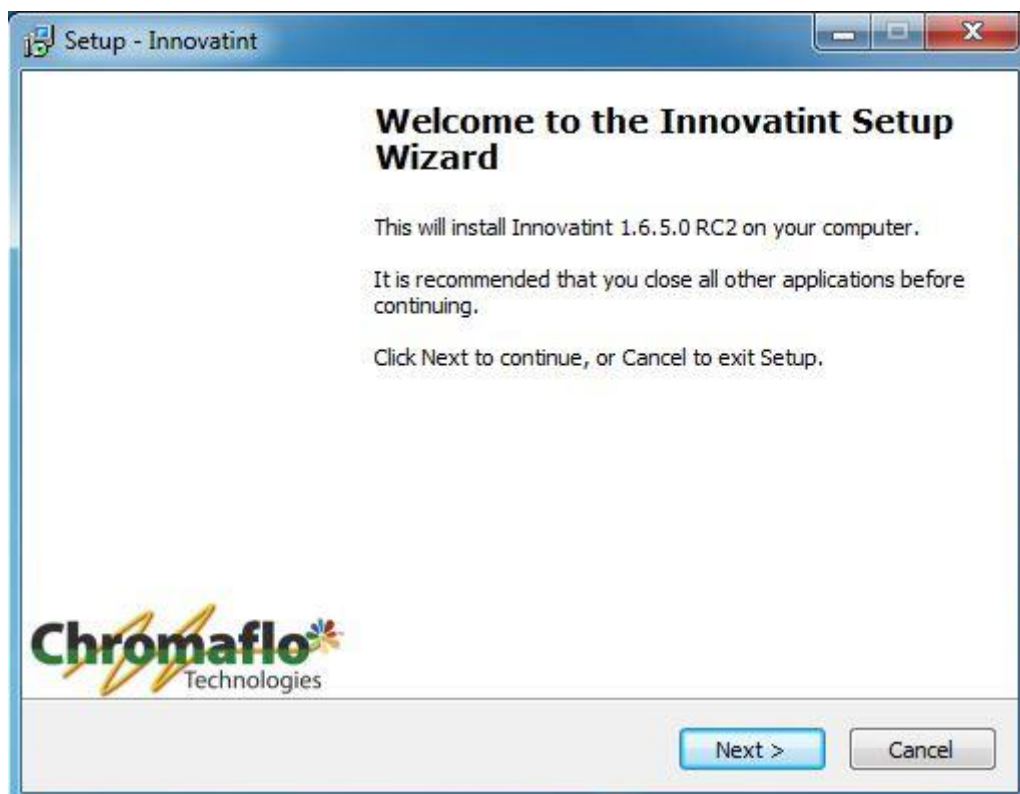 Setup - Innovatint
Welcome to the Innovatint Setup
Wizard
This will install Innovatint 1.6.5.0 RC2 on your computer.
It is recommended that you close all other applications before
continuing.
Click Next to continue, or Cancel to exit Setup.
Chromaflo
Technologies
Next >
Cancel